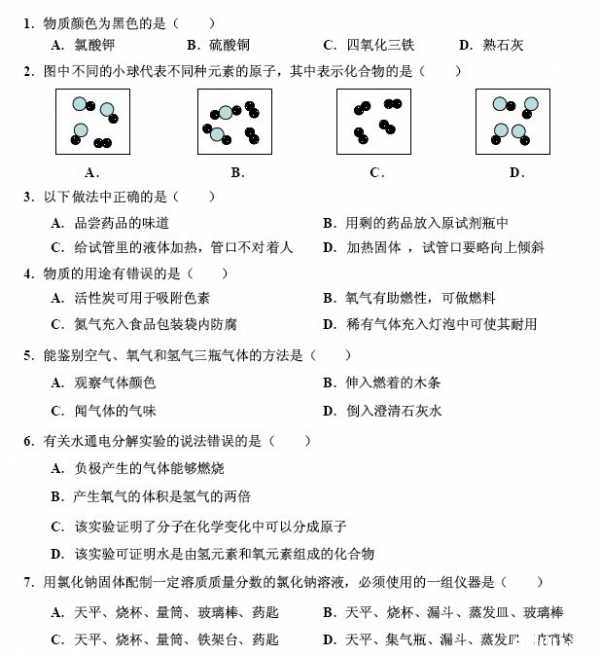 1．物质颜色为黑色的是（　　）
A．氯酸钾　B．硫酸铜　C．四氧化三铁　D．熟石灰
2．图中不同的小球代表不同种元素的原子，其中表示化合物的是（　　）
A．　B．　C．　D．
3．以下做法中正确的是（　　）
A．品尝药品的味道　B．用剩的药品放入原试剂瓶中
C．给试管里的液体加热，管口不对着人　D．加热固体，试管口要略向上倾斜
4．物质的用途有错误的是（　　）
A．活性炭可用于吸附色素　B．氧气有助燃性，可做燃料
C．氮气充入食品包装袋内防腐　D．稀有气体充入灯泡中可使其耐用
5．能鉴别空气、氧气和氢气三瓶气体的方法是（　　）
A．观察气体颜色　B．伸入燃着的木条
C．闻气体的气味　D．倒入澄清石灰水
6．有关水通电分解实验的说法错误的是（　　）
A．负极产生的气体能够燃烧
B．产生氧气的体积是氢气的两倍
C．该实验证明了分子在化学变化中可以分成原子
D．该实验可证明水是由氢元素和氧元素组成的化合物
7．用氯化钠固体配制一定溶质质量分数的氯化钠溶液，必须使用的一组仪器是（　　）
A．天平、烧杯、量筒、玻璃棒、药匙　B．天平、烧杯、漏斗、蒸发皿、玻璃棒
C．天平、烧杯、量筒、铁架台、药匙　D．天平、集气瓶、漏斗、蒸发皿、